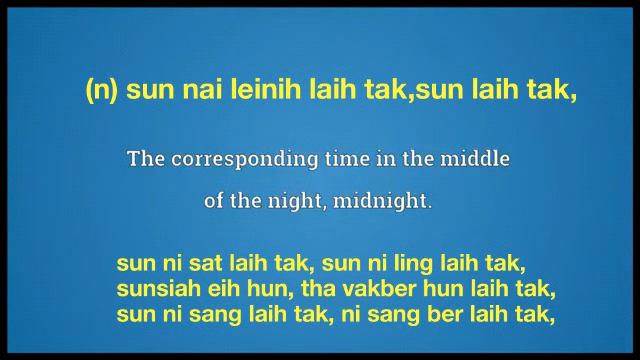 (n) sun nai leinih laih tak,sun laih tak,
The corresponding time in the middle
of the night, midnight.
sun ni sat laih tak, sun ni ling laih tak,
sunsiah eih hun, tha vakber hun laih tak,
sun ni sang laih tak, ni sang ber laih tak,